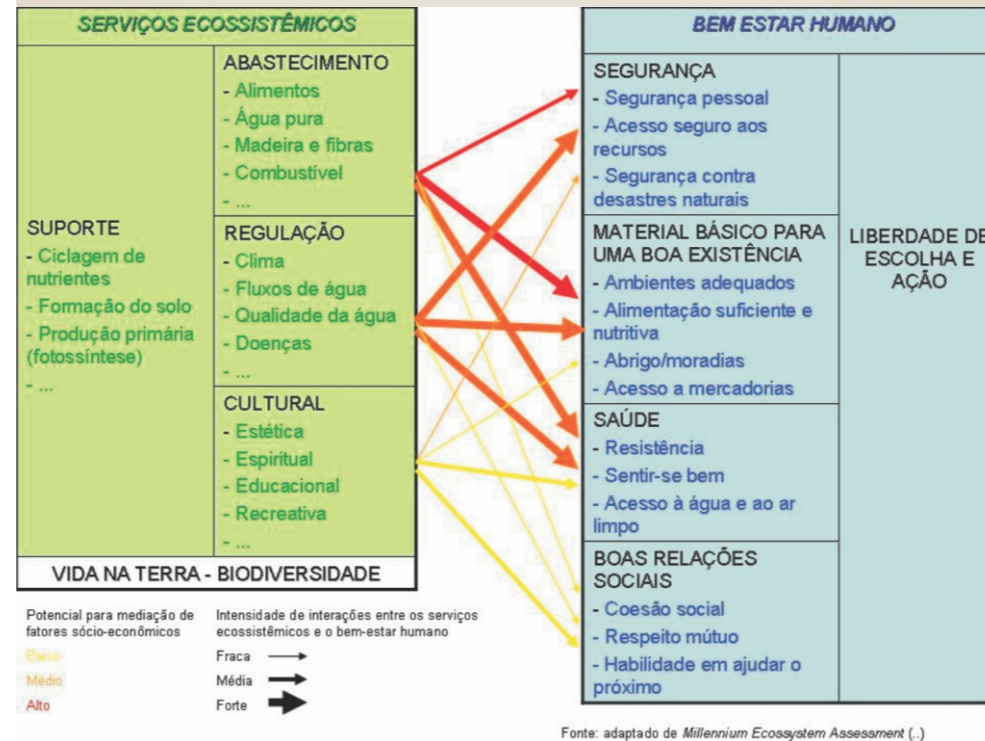 SERVIÇOS ECOSSISTÊMICOS
SUPORTE
- Ciclagem de
nutrientes
- Formação do solo
- Produção primária
(fotossíntese)
- ...
ABASTECIMENTO
- Alimentos
- Água pura
- Madeira e fibras
- Combustível
- ...
REGULAÇÃO
- Clima
- Fluxos de água
- Qualidade da água
- Doenças
- ...
CULTURAL
- Estética
- Espiritual
- Educacional
- Recreativa
- ...
VIDA NA TERRA - BIODIVERSIDADE
BEM ESTAR HUMANO
SEGURANÇA
- Segurança pessoal
- Acesso seguro aos
recursos
- Segurança contra
desastres naturais
MATERIAL BÁSICO PARA
UMA BOA EXISTÊNCIA
- Ambientes adequados
- Alimentação suficiente e
nutritiva
- Abrigo/moradias
- Acesso a mercadorias
SAÚDE
- Resistência
- Sentir-se bem
- Acesso à água e ao ar
limpo
BOAS RELAÇÕES
SOCIAIS
- Coesão social
- Respeito mútuo
- Habilidade em ajudar o
próximo
LIBERDADE DE
ESCOLHA E
AÇÃO
Potencial para mediação de
fatores sócio-econômicos
Baixo
Médio
Alto
Intensidade de interações entre os serviços
ecossistêmicos e o bem-estar humano
Fraca
Média
Forte
Fonte: adaptado de Millennium Ecosystem Assessment (..)